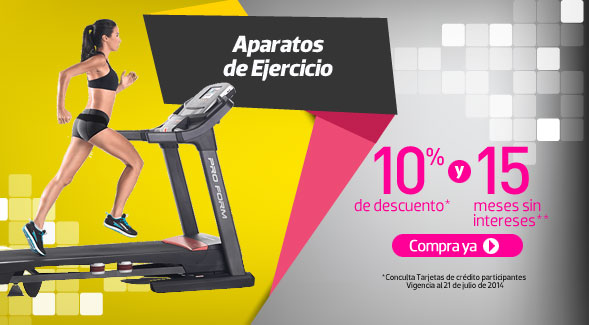 Aparatos
de Ejercicio
PRO FORM
10% y 15
de descuento* meses sin
intereses**
Compra ya
*Conculta Tarjetas de crédito participantes
Vigencia al 21 de julio de 2014